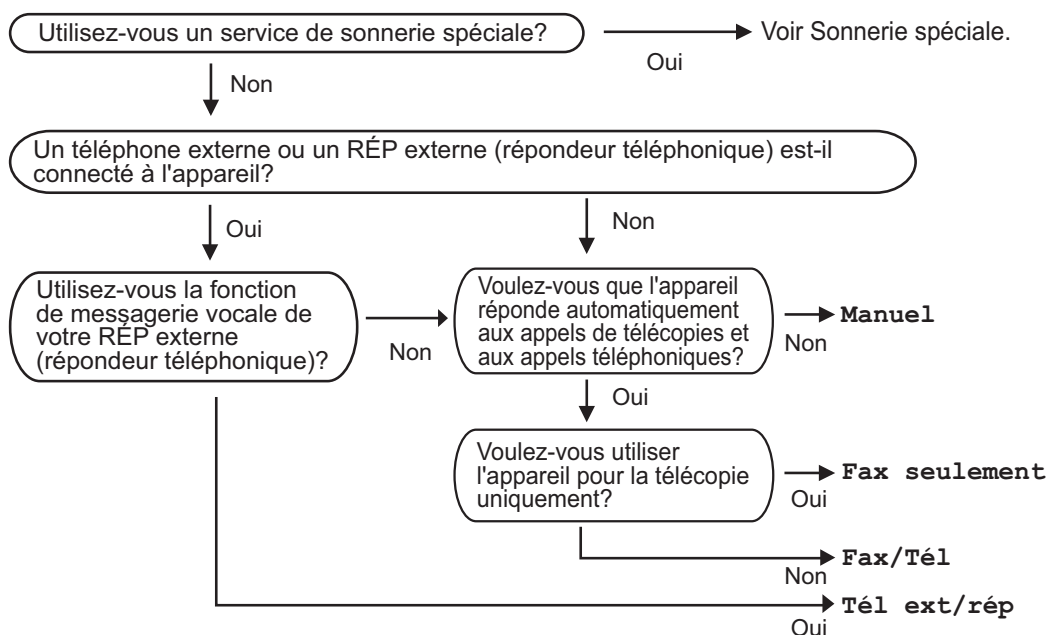 Utilisez-vous un service de sonnerie spéciale?
Voir Sonnerie spéciale.
Oui
Non
Un téléphone externe ou un RÉP externe (répondeur téléphonique) est-il
connecté à l'appareil?
Oui
Non
Utilisez-vous la fonction
de messagerie vocale de
votre RÉP externe
(répondeur téléphonique)?
Non
Voulez-vous que l'appareil
réponde automatiquement
aux appels de télécopies et
aux appels téléphoniques?
Manuel
Non
Oui
Voulez-vous utiliser
l'appareil pour la télécopie
uniquement?
Fax seulement
Oui
Fax/Tél
Non
Tél ext/rép
Oui